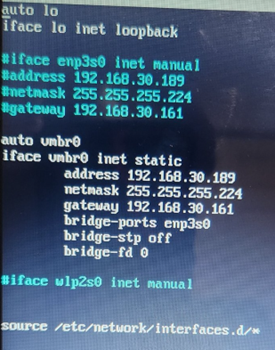 auto lo
iface lo inet loopback
#iface enp3s0 inet manual
#address 192.168.30.189
#netmask 255.255.255.224
#gateway 192.168.30.161
auto vmbr0
iface vmbr0 inet static
address 192.168.30.189
netmask 255.255.255.224
gateway 192.168.30.161
bridge-ports enp3s0
bridge-stp off
bridge-fd 0
#iface wlp2s0 inet manual
source /etc/network/interfaces.d/*